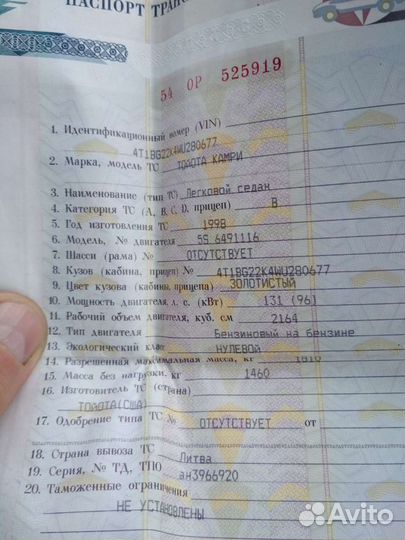 ПАСПОРТ ТРАНС
54 ОР 525919
1. Идентификационный номер (VIN)
4T1BG22K4WU280677
2. Марка, модель ТС ТОЙОТА КАМРИ
3. Наименование (тип ТС) Легковой седан
4. Категория ТС (A, B, C, D, прицеп) В
5. Год изготовления ТС 1998
6. Модель, № двигателя 5S 6491116
7. Шасси (рама) № ОТСУТСТВУЕТ
8. Кузов (кабина, прицеп) № 4T1BG22K4WU280677
9. Цвет кузова (кабины, прицепа) ЗОЛОТИСТЫЙ
10. Мощность двигателя, л. с. (кВт) 131 (96)
11. Рабочий объем двигателя, куб. см 2164
12. Тип двигателя Бензиновый на Бензине
13. Экологический класс НУЛЕВОЙ
14. Разрешенная максимальная масса, кг 1810
15. Масса без нагрузки, кг 1460
16. Изготовитель ТС (страна)
ТОЙОТА(США)
17. Одобрение типа ТС № ОТСУТСТВУЕТ от
18. Страна вывоза ТС Литва
19. Серия, № ТД, ТПО ан3966920
20. Таможенные ограничения
НЕ УСТАНОВЛЕНЫ
Avito